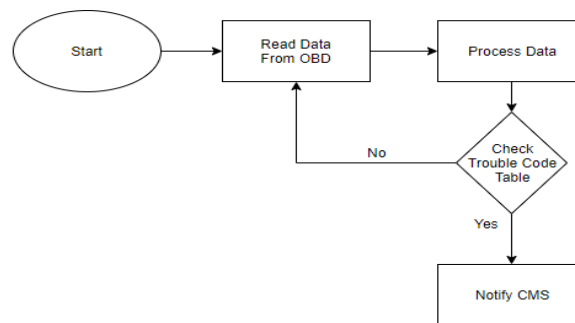 Start
Read Data
From OBD
Process Data
Check
Trouble Code
Table
No
Yes
Notify CMS